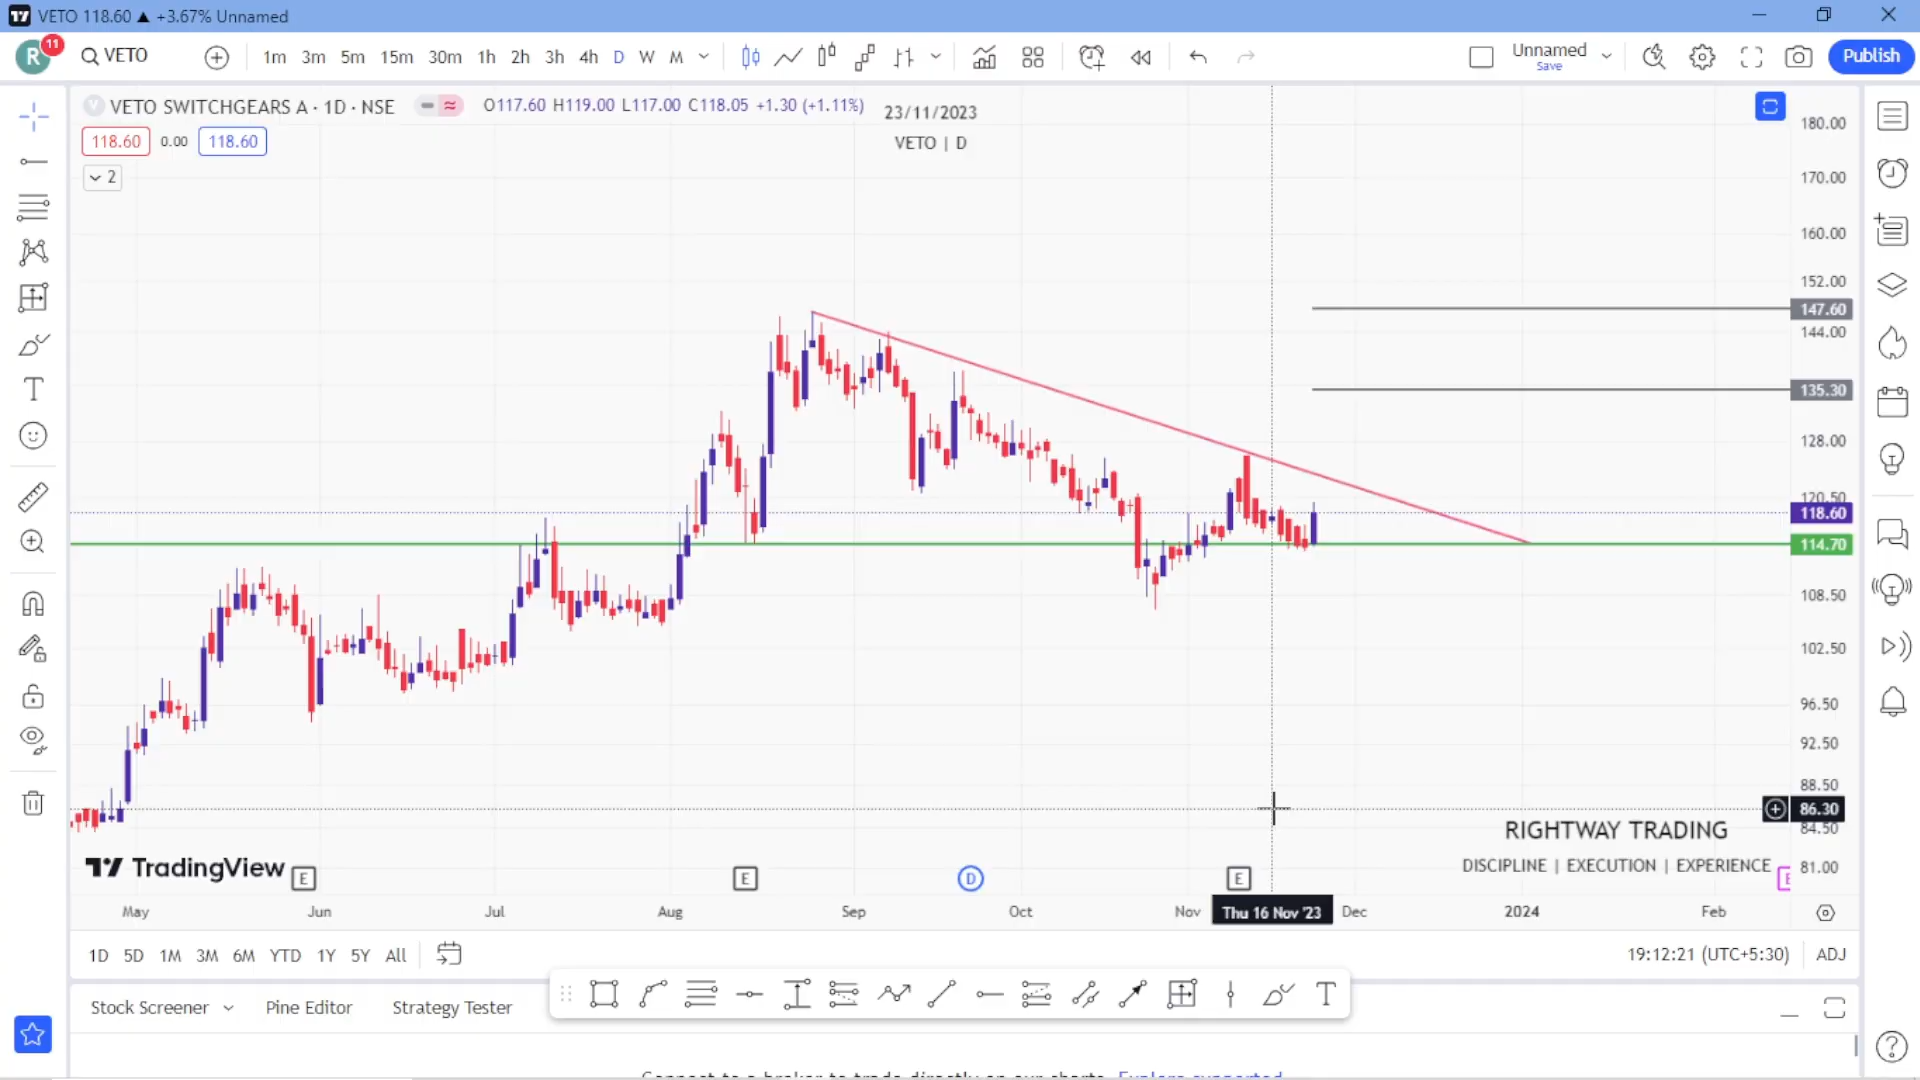 VETO 118.60 ▲ +3.67% Unnamed
R 11 VETO 1m 3m 5m 15m 30m 1h 2h 3h 4h D W M Unnamed Save Publish
VETO SWITCHGEARS A · 1D · NSE O117.60 H119.00 L117.00 C118.05 +1.30 (+1.11%)
23/11/2023
118.60 0.00 118.60
VETO | D
2
180.00
170.00
160.00
152.00
147.60
144.00
135.30
128.00
120.50
118.60
114.70
108.50
102.50
96.50
92.50
88.50
86.30
84.50
81.00
RIGHTWAY TRADING
DISCIPLINE | EXECUTION | EXPERIENCE
TradingView
E E D E
May Jun Jul Aug Sep Oct Nov Thu 16 Nov '23 Dec 2024 Feb
1D 5D 1M 3M 6M YTD 1Y 5Y All 19:12:21 (UTC+5:30) ADJ
Stock Screener Pine Editor Strategy Tester